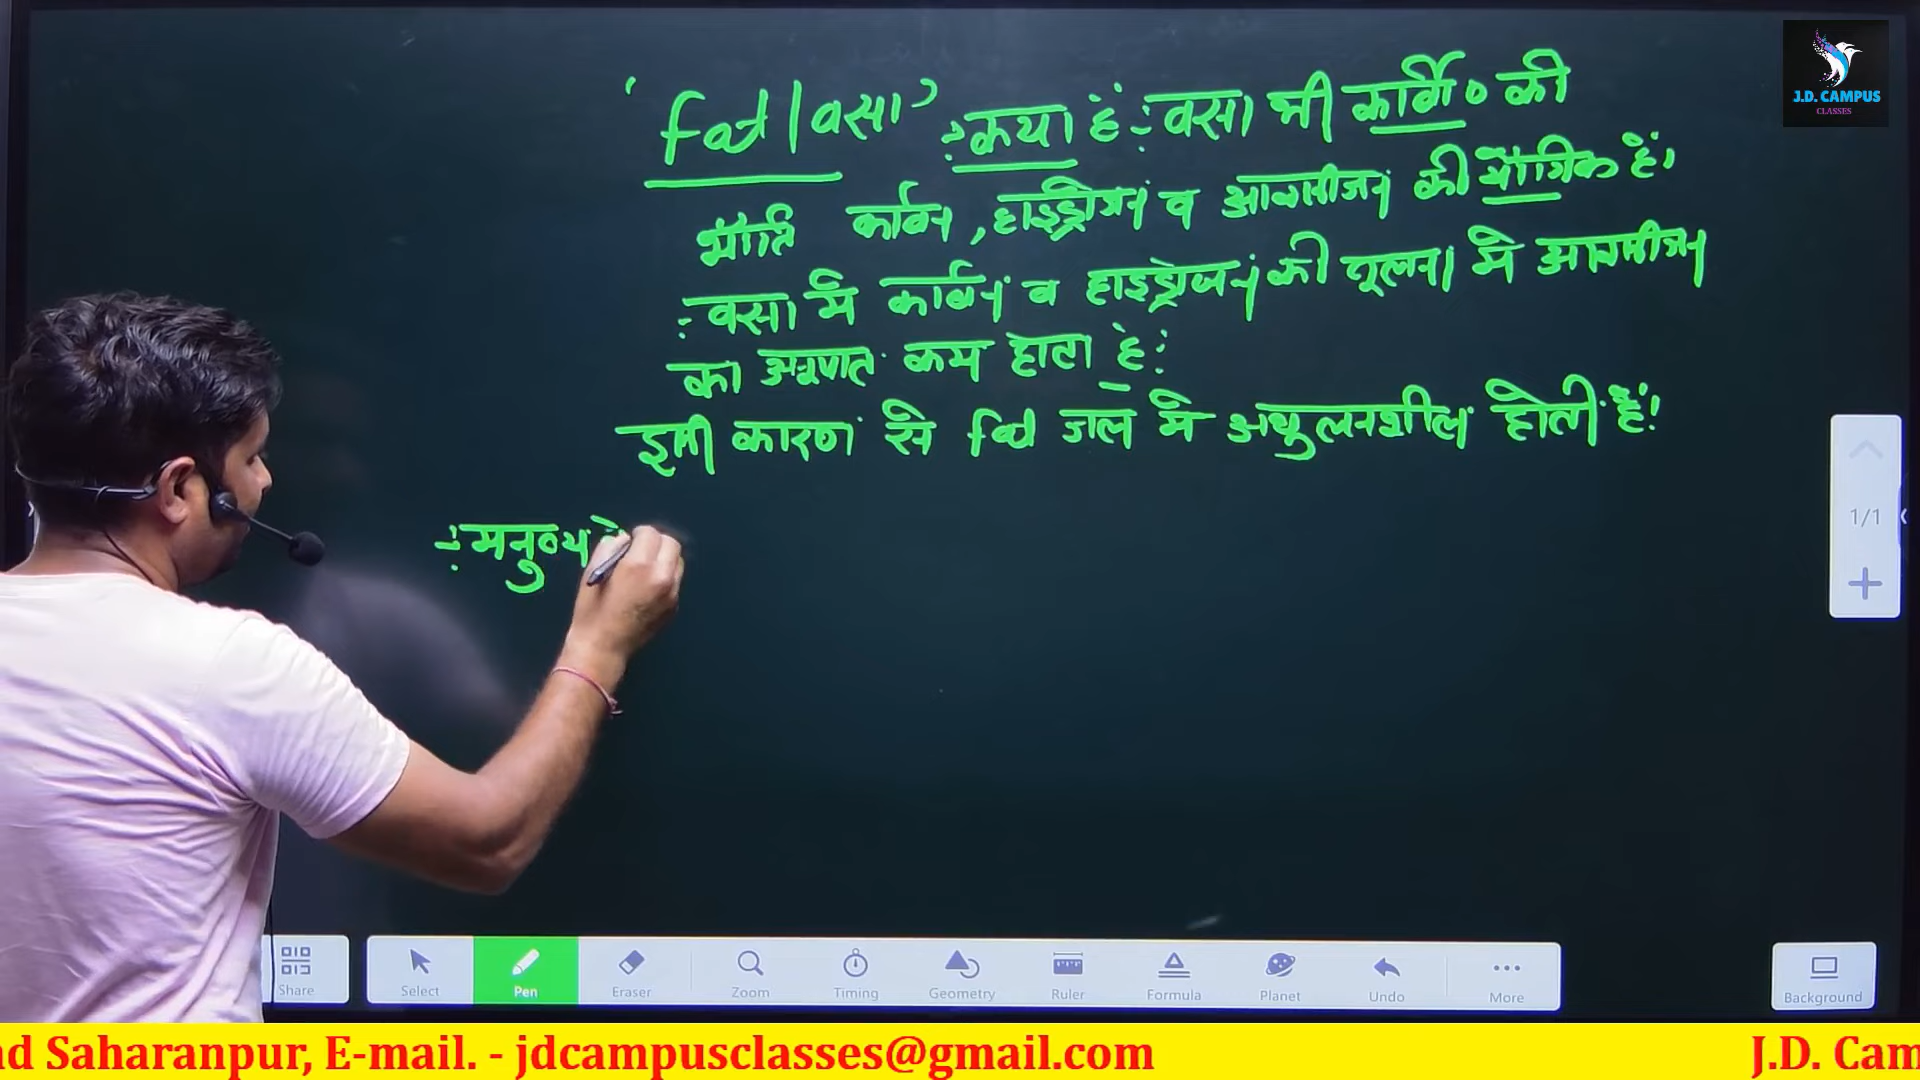 'fat / वसा' :क्या है :- वसा भी कार्बो० की
भाँति कार्बन, हाइड्रोजन व आक्सीजन की यौगिक है,
:- वसा मे कार्बन व हाइड्रोजन की तूलना मे आक्सीजन
का अनूपात कम होता है :
इसी कारण से fat जल मे अघुलनशील होती है!
:- मनुष्य
J.D. CAMPUS
CLASSES
1/1
Share
Select
Pen
Eraser
Zoom
Timing
Geometry
Ruler
Formula
Planet
Undo
More
Background
nd Saharanpur, E-mail. - jdcampusclasses@gmail.com
J.D. Cam